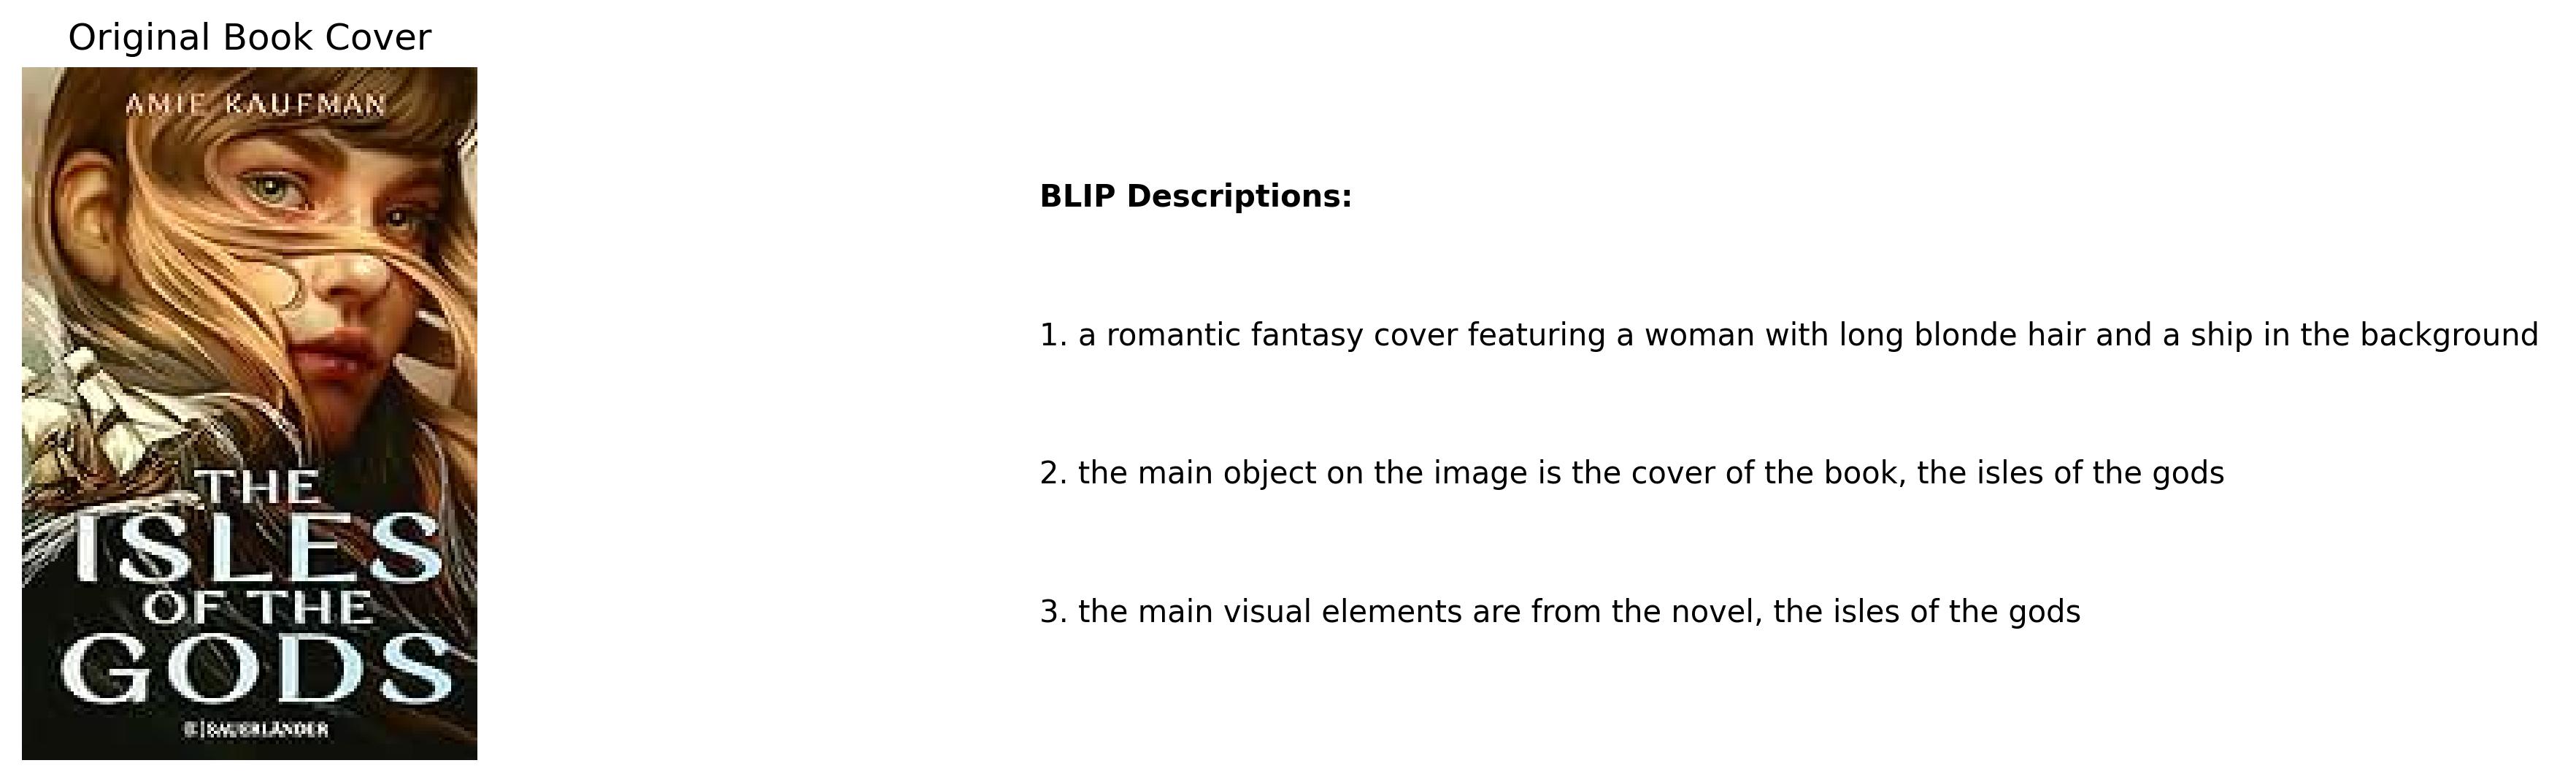 Original Book Cover
AMIE KAUFMAN
THE
ISLES
OF THE
GODS
SAUERLÄNDER
BLIP Descriptions:
1. a romantic fantasy cover featuring a woman with long blonde hair and a ship in the background
2. the main object on the image is the cover of the book, the isles of the gods
3. the main visual elements are from the novel, the isles of the gods